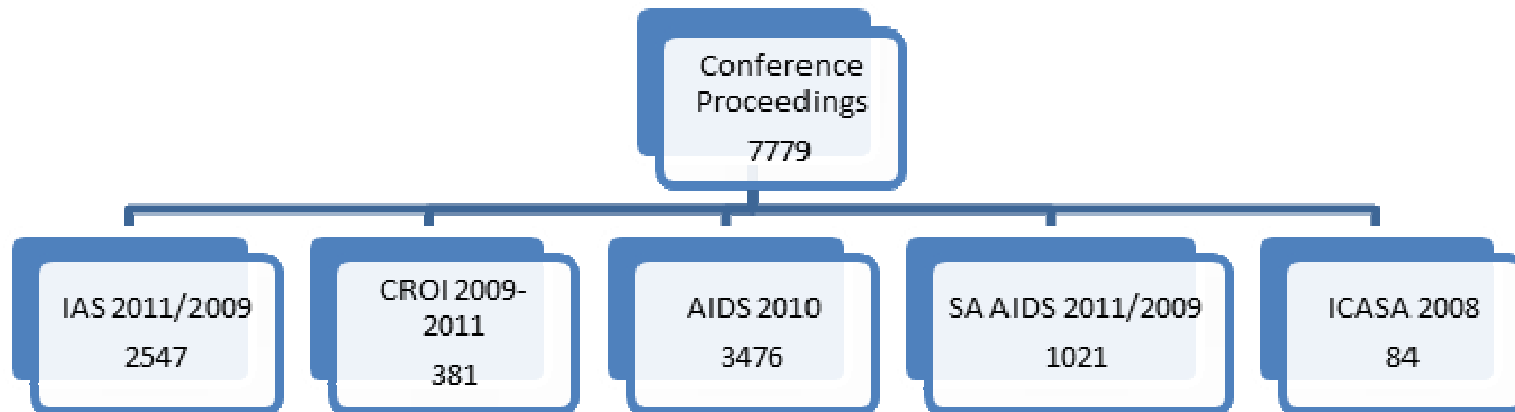 Conference
Proceedings
7779
IAS 2011/2009
2547
CROI 2009-
2011
381
AIDS 2010
3476
SA AIDS 2011/2009
1021
ICASA 2008
84